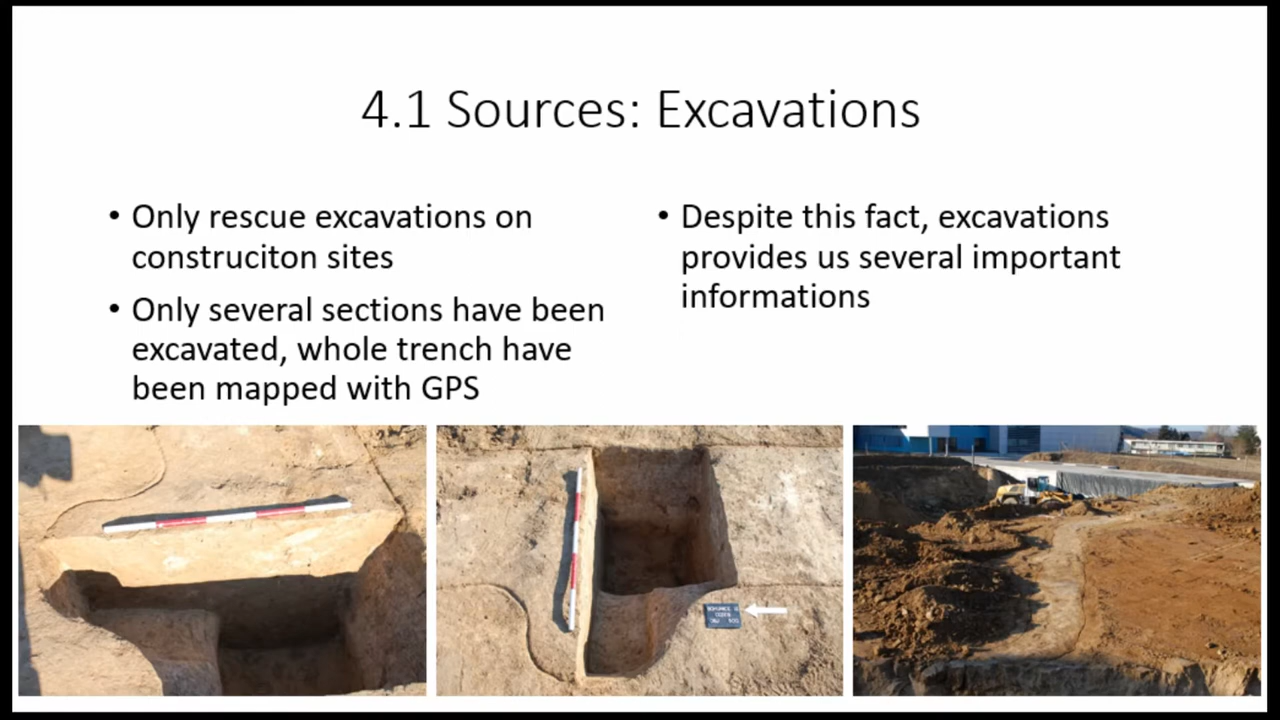 4.1 Sources: Excavations
• Only rescue excavations on
construciton sites
• Only several sections have been
excavated, whole trench have
been mapped with GPS
• Despite this fact, excavations
provides us several important
informations